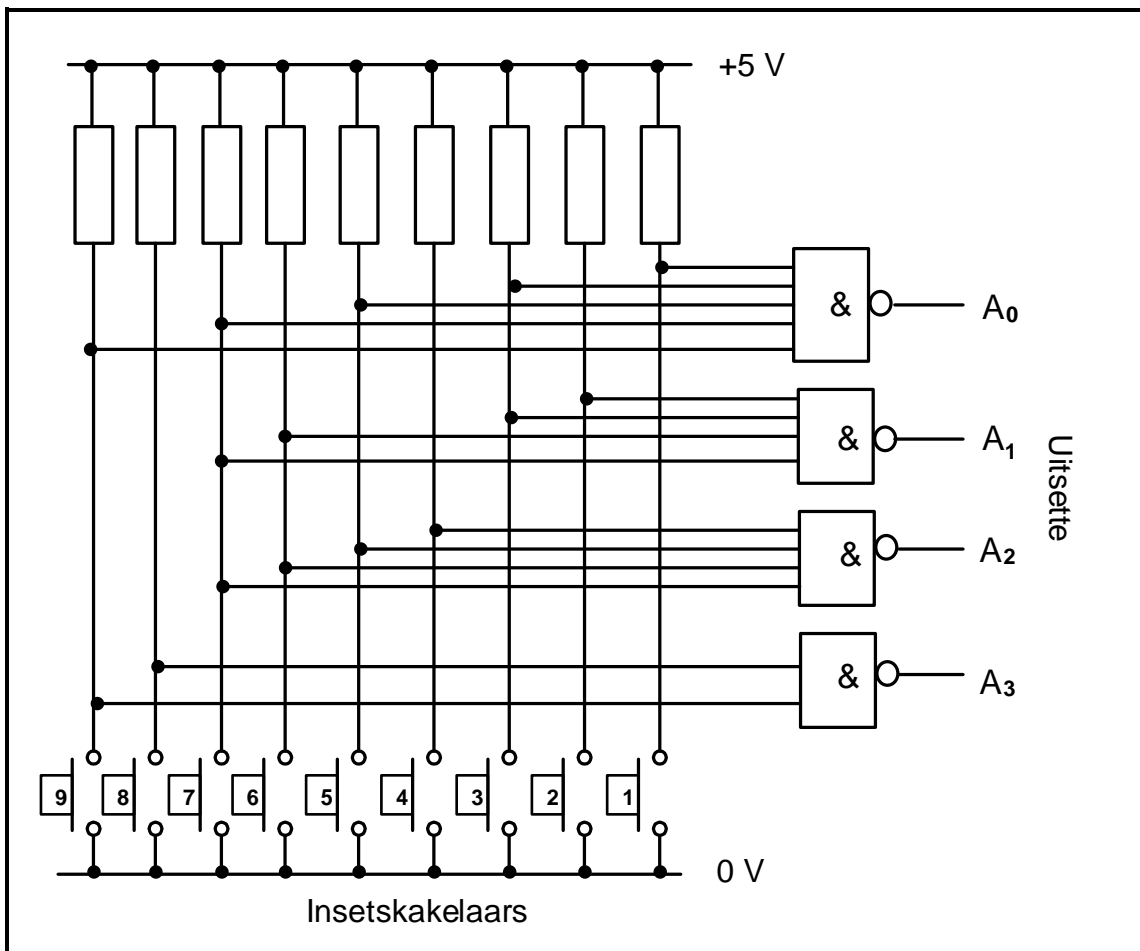 +5 V
& A0
& A1
Uitsette
& A2
& A3
9 8 7 6 5 4 3 2 1
0 V
Insetskakelaars